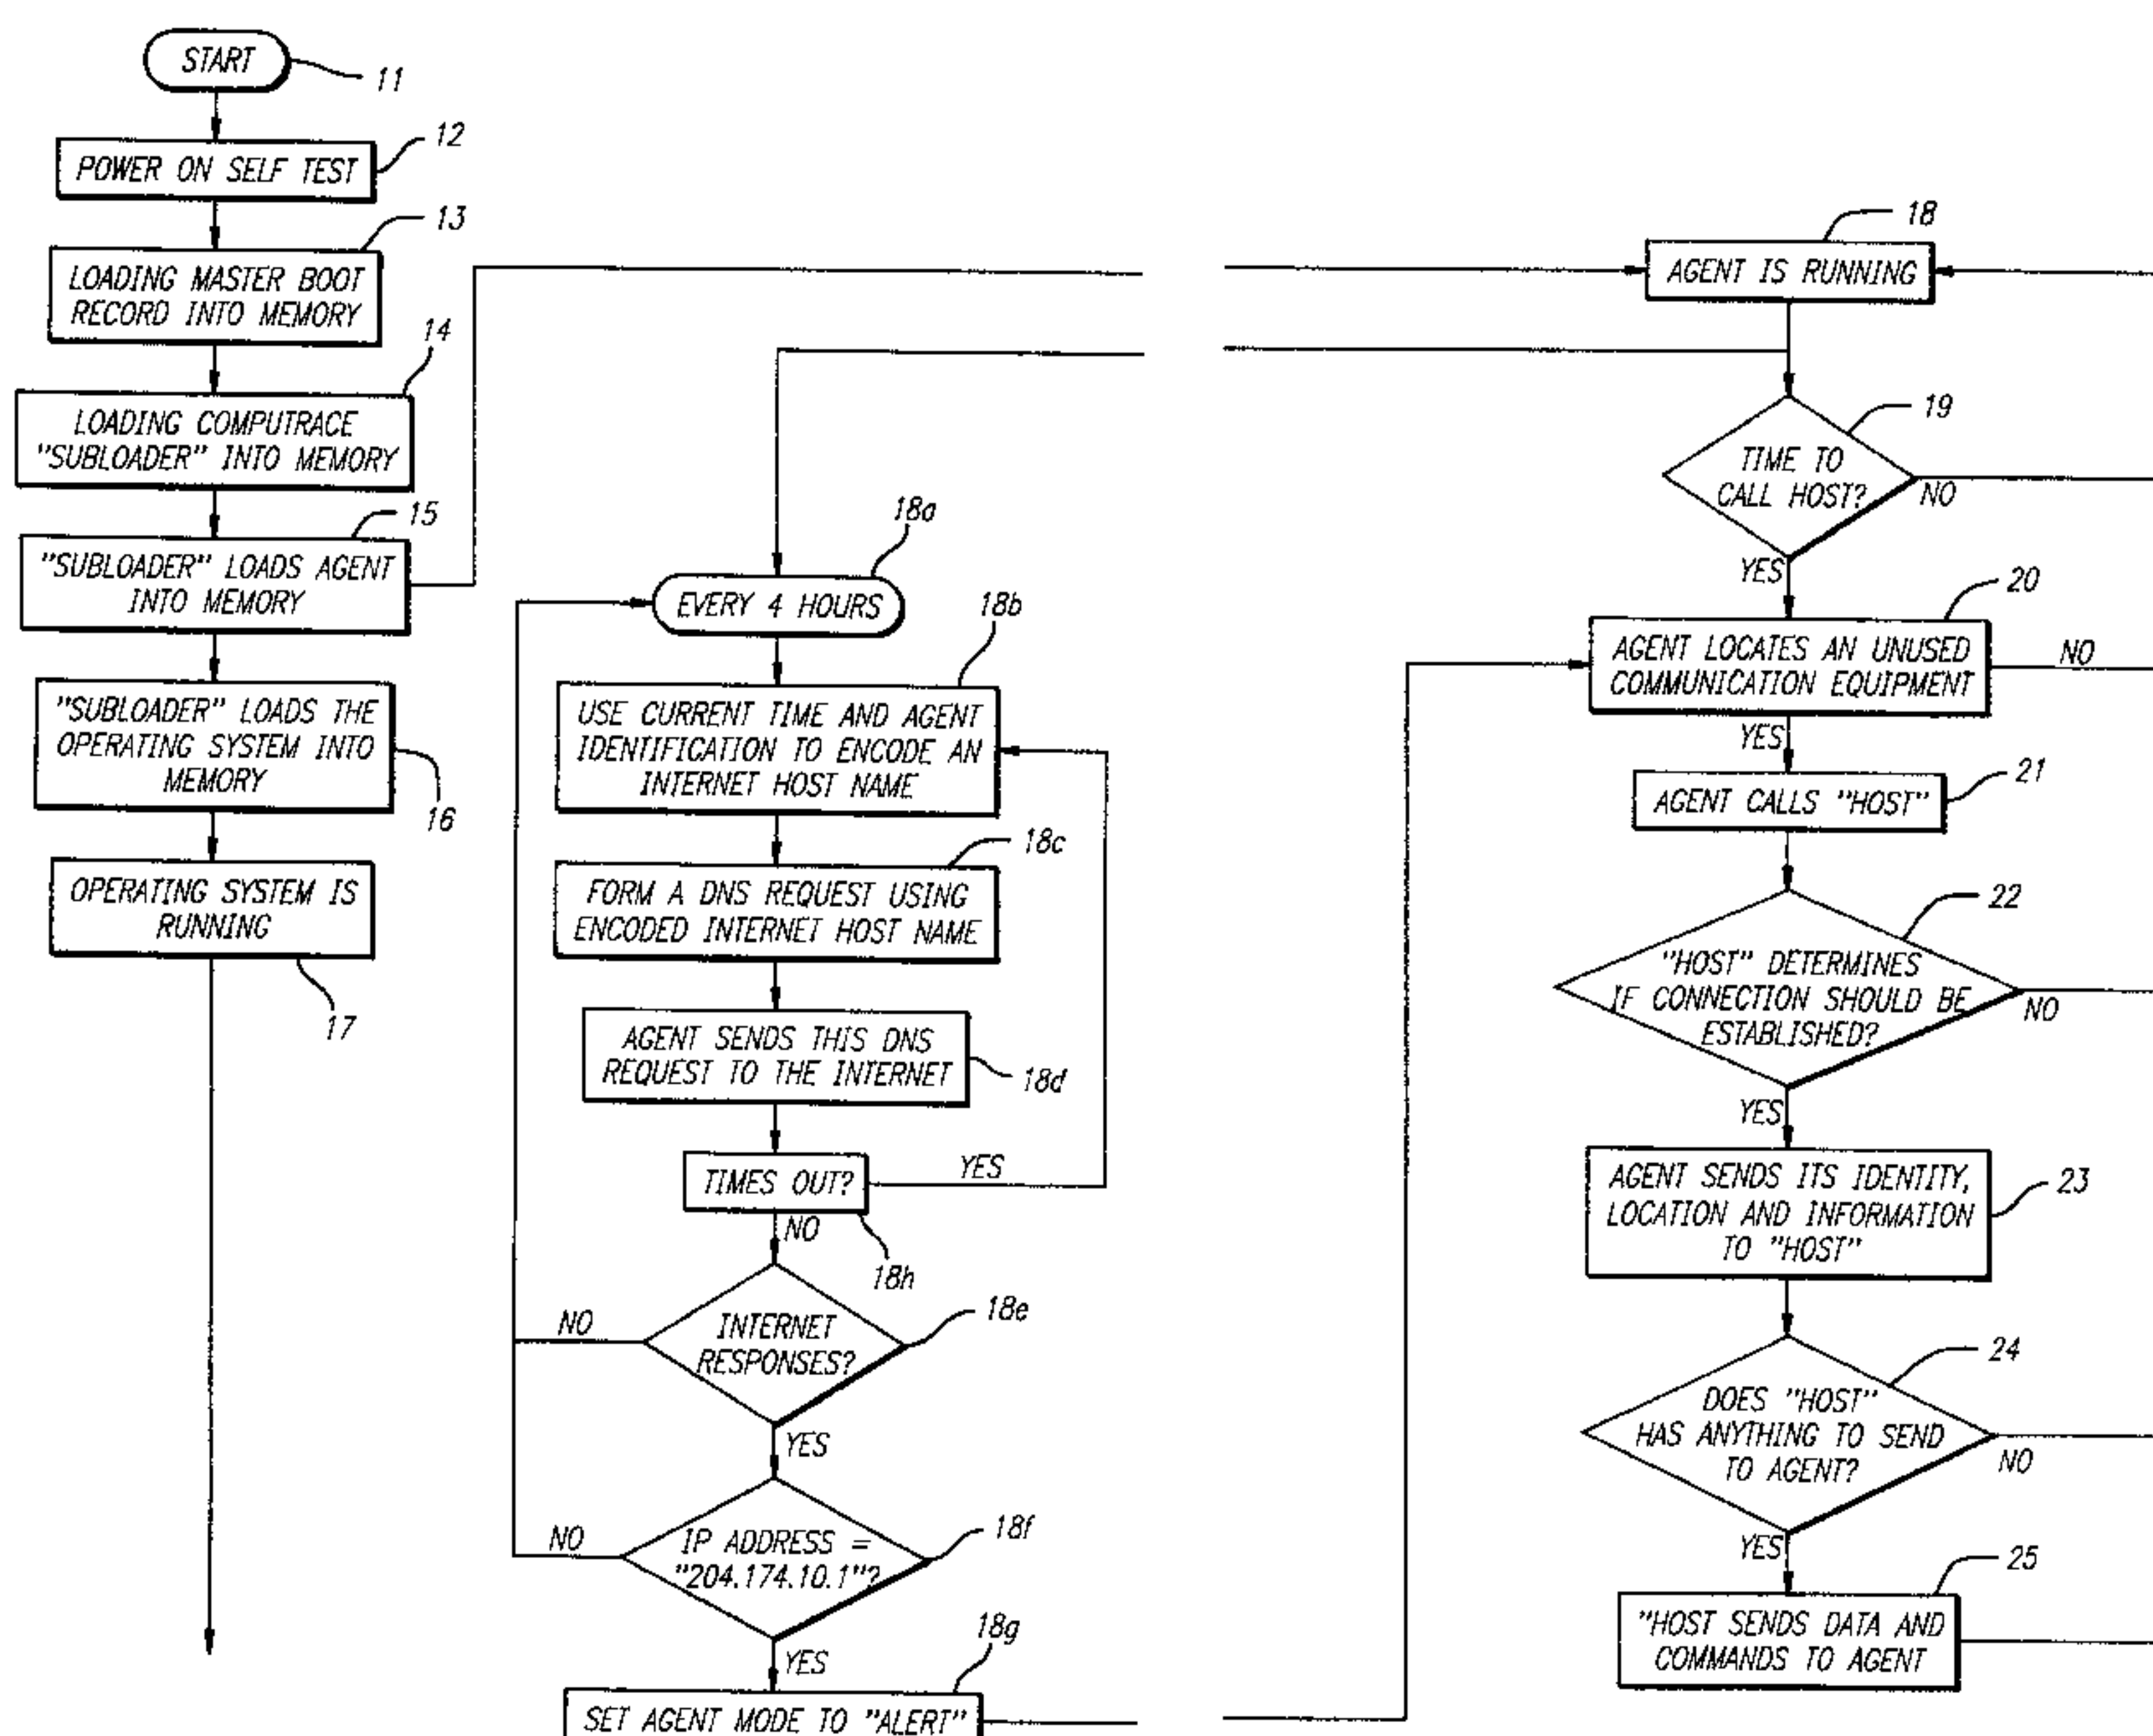 START
11
POWER ON SELF TEST
12
LOADING MASTER BOOT
RECORD INTO MEMORY
13
LOADING COMPUTRACE
"SUBLOADER" INTO MEMORY
14
"SUBLOADER" LOADS AGENT
INTO MEMORY
15
"SUBLOADER" LOADS THE
OPERATING SYSTEM INTO
MEMORY
16
OPERATING SYSTEM IS
RUNNING
17
18a
EVERY 4 HOURS
18b
USE CURRENT TIME AND AGENT
IDENTIFICATION TO ENCODE AN
INTERNET HOST NAME
18c
FORM A DNS REQUEST USING
ENCODED INTERNET HOST NAME
AGENT SENDS THIS DNS
REQUEST TO THE INTERNET
18d
TIMES OUT?
YES
NO
18h
INTERNET
RESPONSES?
18e
NO
YES
IP ADDRESS =
"204.174.10.1"?
18f
NO
YES
18g
SET AGENT MODE TO "ALERT"
18
AGENT IS RUNNING
19
TIME TO
CALL HOST?
NO
YES
20
AGENT LOCATES AN UNUSED
COMMUNICATION EQUIPMENT
NO
YES
21
AGENT CALLS "HOST"
22
"HOST" DETERMINES
IF CONNECTION SHOULD BE
ESTABLISHED?
NO
YES
AGENT SENDS ITS IDENTITY,
LOCATION AND INFORMATION
TO "HOST"
23
24
DOES "HOST"
HAS ANYTHING TO SEND
TO AGENT?
NO
YES
25
"HOST SENDS DATA AND
COMMANDS TO AGENT